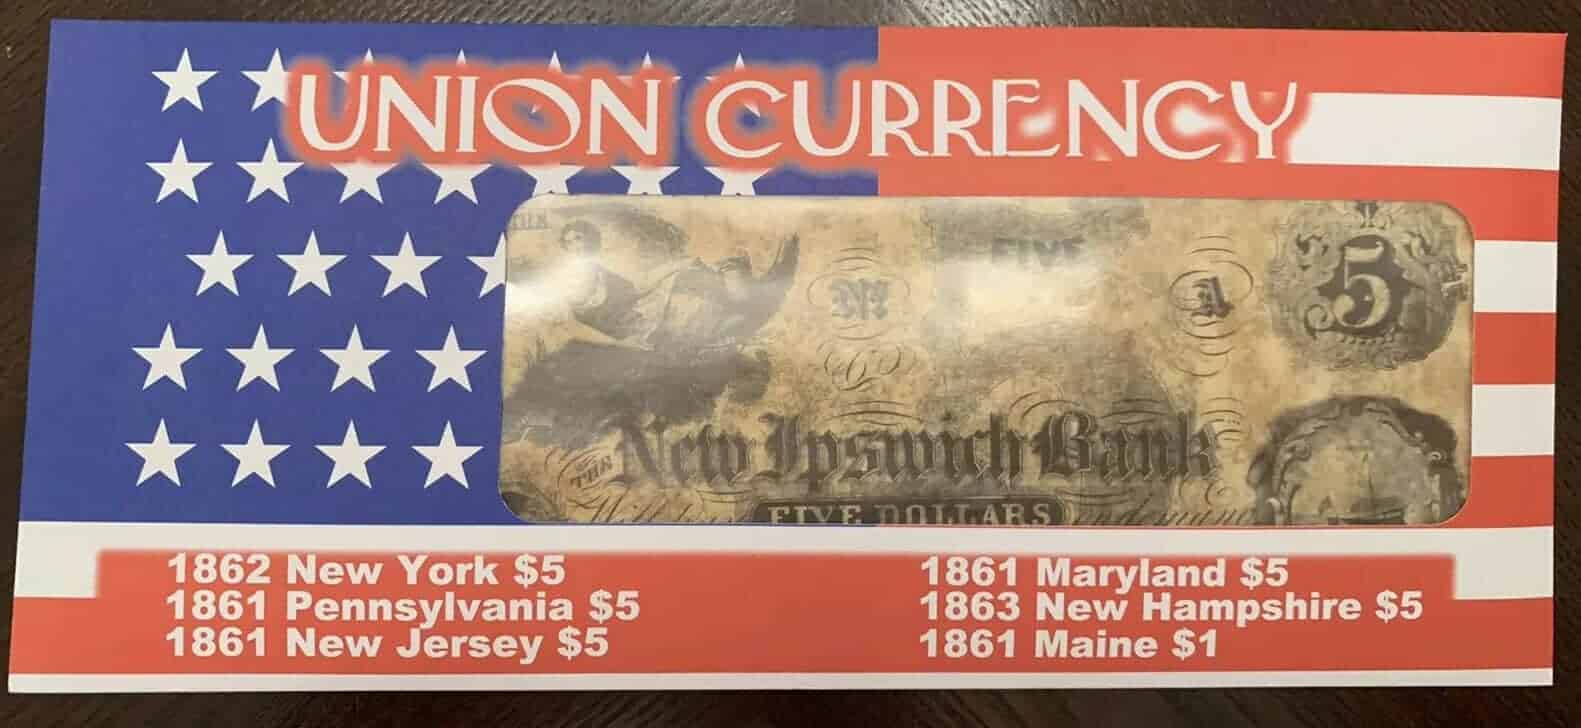 UNION CURRENCY
FIVE
A
5
THE New Ipswich Bank
FIVE DOLLARS
1862 New York $5
1861 Pennsylvania $5
1861 New Jersey $5
1861 Maryland $5
1863 New Hampshire $5
1861 Maine $1